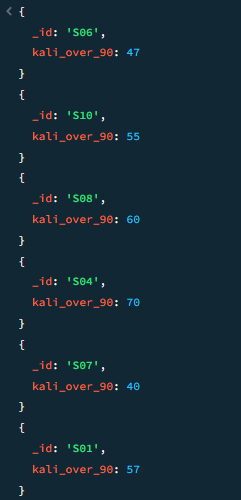 {
_id: 'S06',
kali_over_90: 47
}
{
_id: 'S10',
kali_over_90: 55
}
{
_id: 'S08',
kali_over_90: 60
}
{
_id: 'S04',
kali_over_90: 70
}
{
_id: 'S07',
kali_over_90: 40
}
{
_id: 'S01',
kali_over_90: 57
}